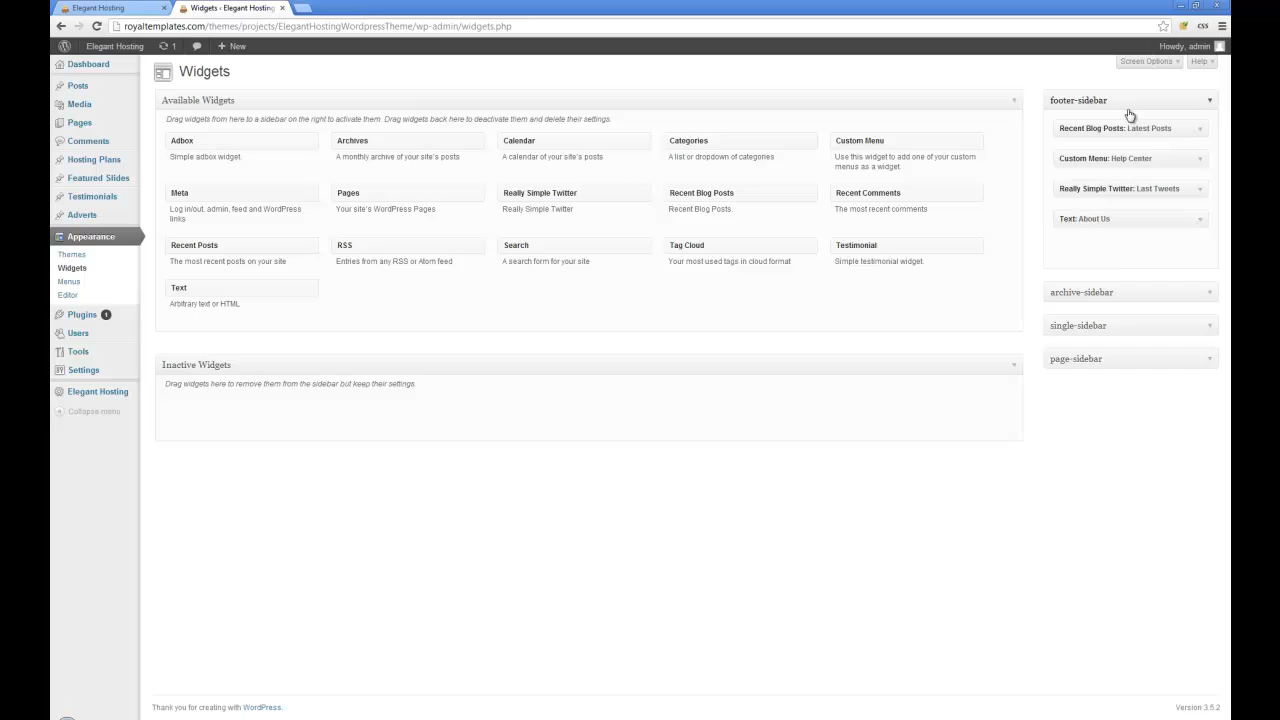 Elegant Hosting
Widgets ‹ Elegant Hosting
royaltemplates.com/themes/projects/ElegantHostingWordpressTheme/wp-admin/widgets.php
CSS
Elegant Hosting
1
New
Howdy, admin
Screen Options
Help
Dashboard
Posts
Media
Pages
Comments
Hosting Plans
Featured Slides
Testimonials
Adverts
Appearance
Themes
Widgets
Menus
Editor
Plugins 1
Users
Tools
Settings
Elegant Hosting
Collapse menu
Widgets
Available Widgets
Drag widgets from here to a sidebar on the right to activate them. Drag widgets back here to deactivate them and delete their settings.
Adbox
Simple adbox widget.
Archives
A monthly archive of your site's posts
Calendar
A calendar of your site's posts
Categories
A list or dropdown of categories
Custom Menu
Use this widget to add one of your custom
menus as a widget.
Meta
Log in/out, admin, feed and WordPress
links
Pages
Your site's WordPress Pages
Really Simple Twitter
Really Simple Twitter
Recent Blog Posts
Recent Blog Posts.
Recent Comments
The most recent comments
Recent Posts
The most recent posts on your site
RSS
Entries from any RSS or Atom feed
Search
A search form for your site
Tag Cloud
Your most used tags in cloud format
Testimonial
Simple testimonial widget.
Text
Arbitrary text or HTML
Inactive Widgets
Drag widgets here to remove them from the sidebar but keep their settings.
footer-sidebar
Recent Blog Posts: Latest Posts
Custom Menu: Help Center
Really Simple Twitter: Last Tweets
Text: About Us
archive-sidebar
single-sidebar
page-sidebar
Thank you for creating with WordPress.
Version 3.5.2